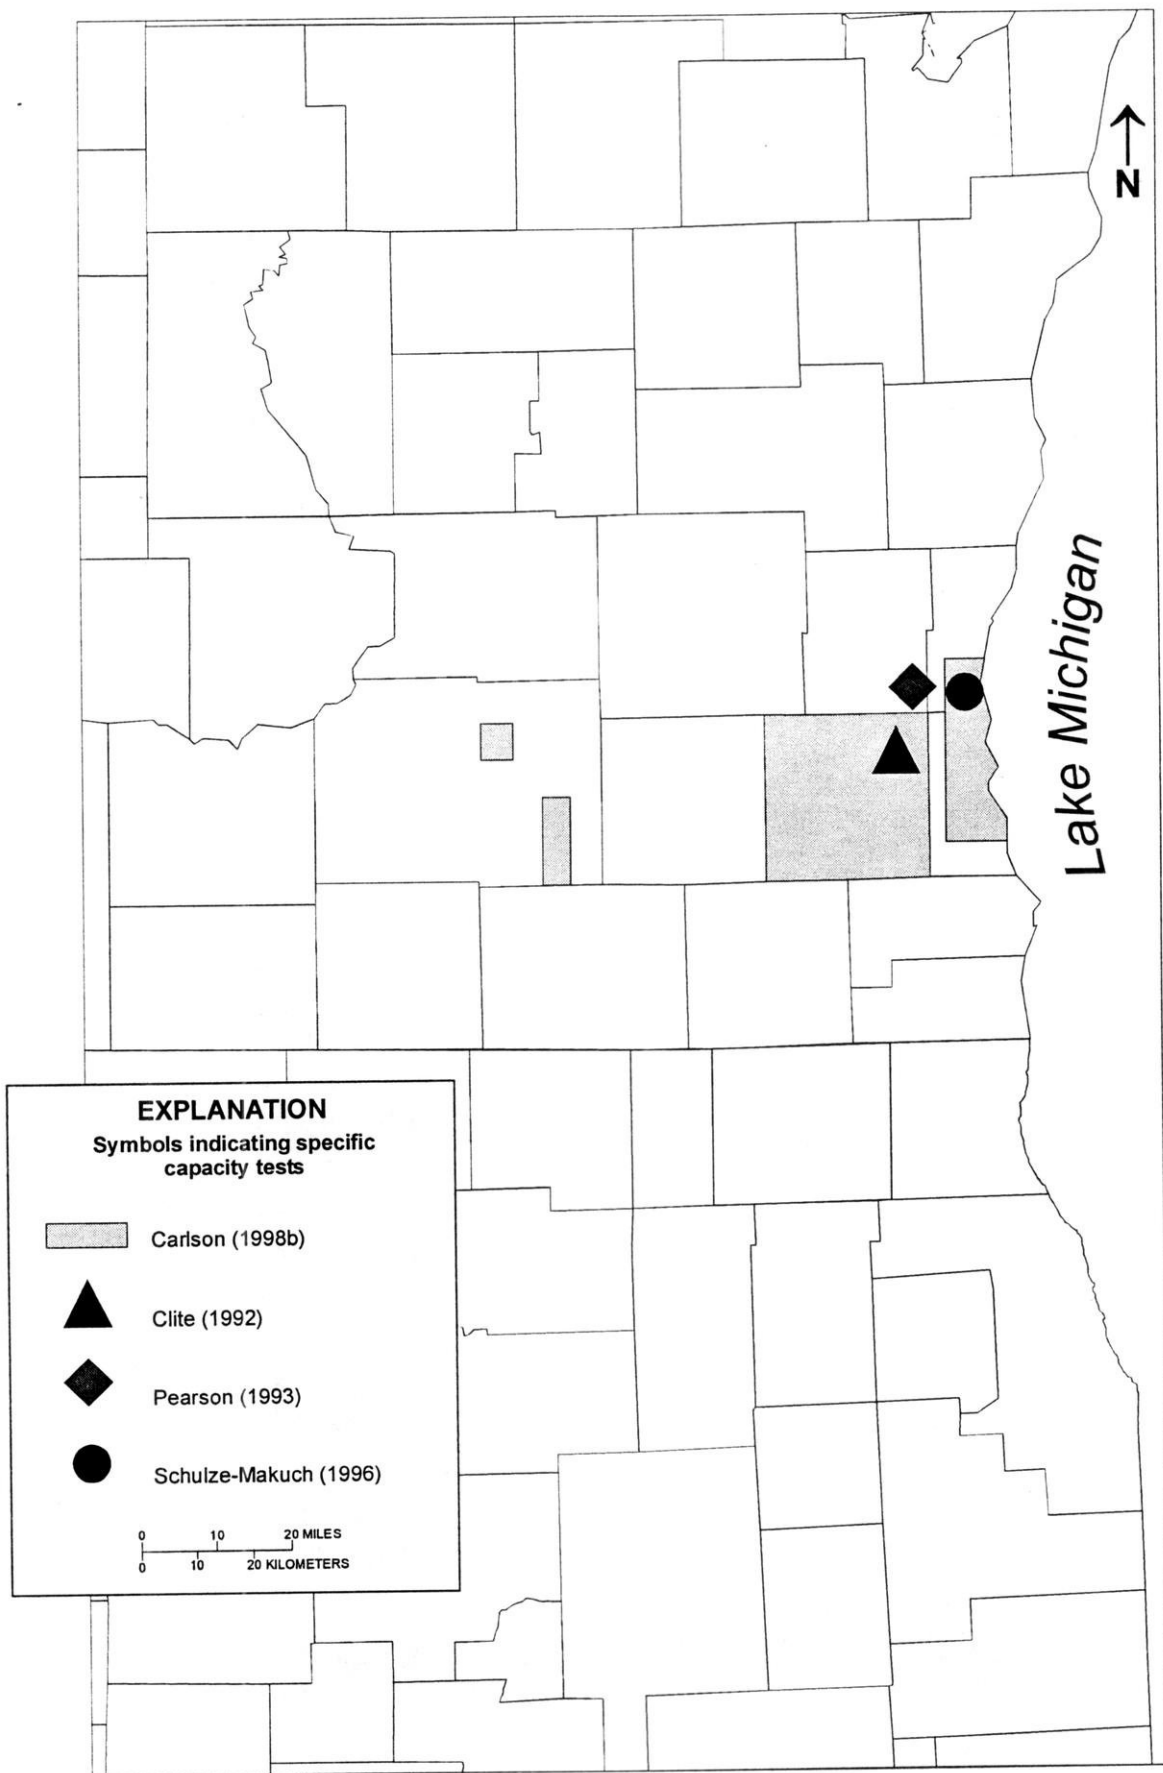 N
Lake Michigan
EXPLANATION
Symbols indicating specific
capacity tests
Carlson (1998b)
Clite (1992)
Pearson (1993)
Schulze-Makuch (1996)
0 10 20 MILES
0 10 20 KILOMETERS